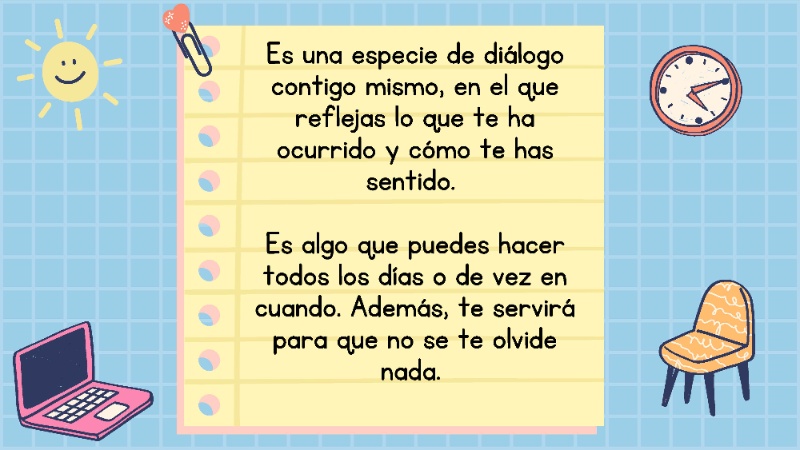 Es una especie de diálogo
contigo mismo, en el que
reflejas lo que te ha
ocurrido y cómo te has
sentido.
Es algo que puedes hacer
todos los días o de vez en
cuando. Además, te servirá
para que no se te olvide
nada.